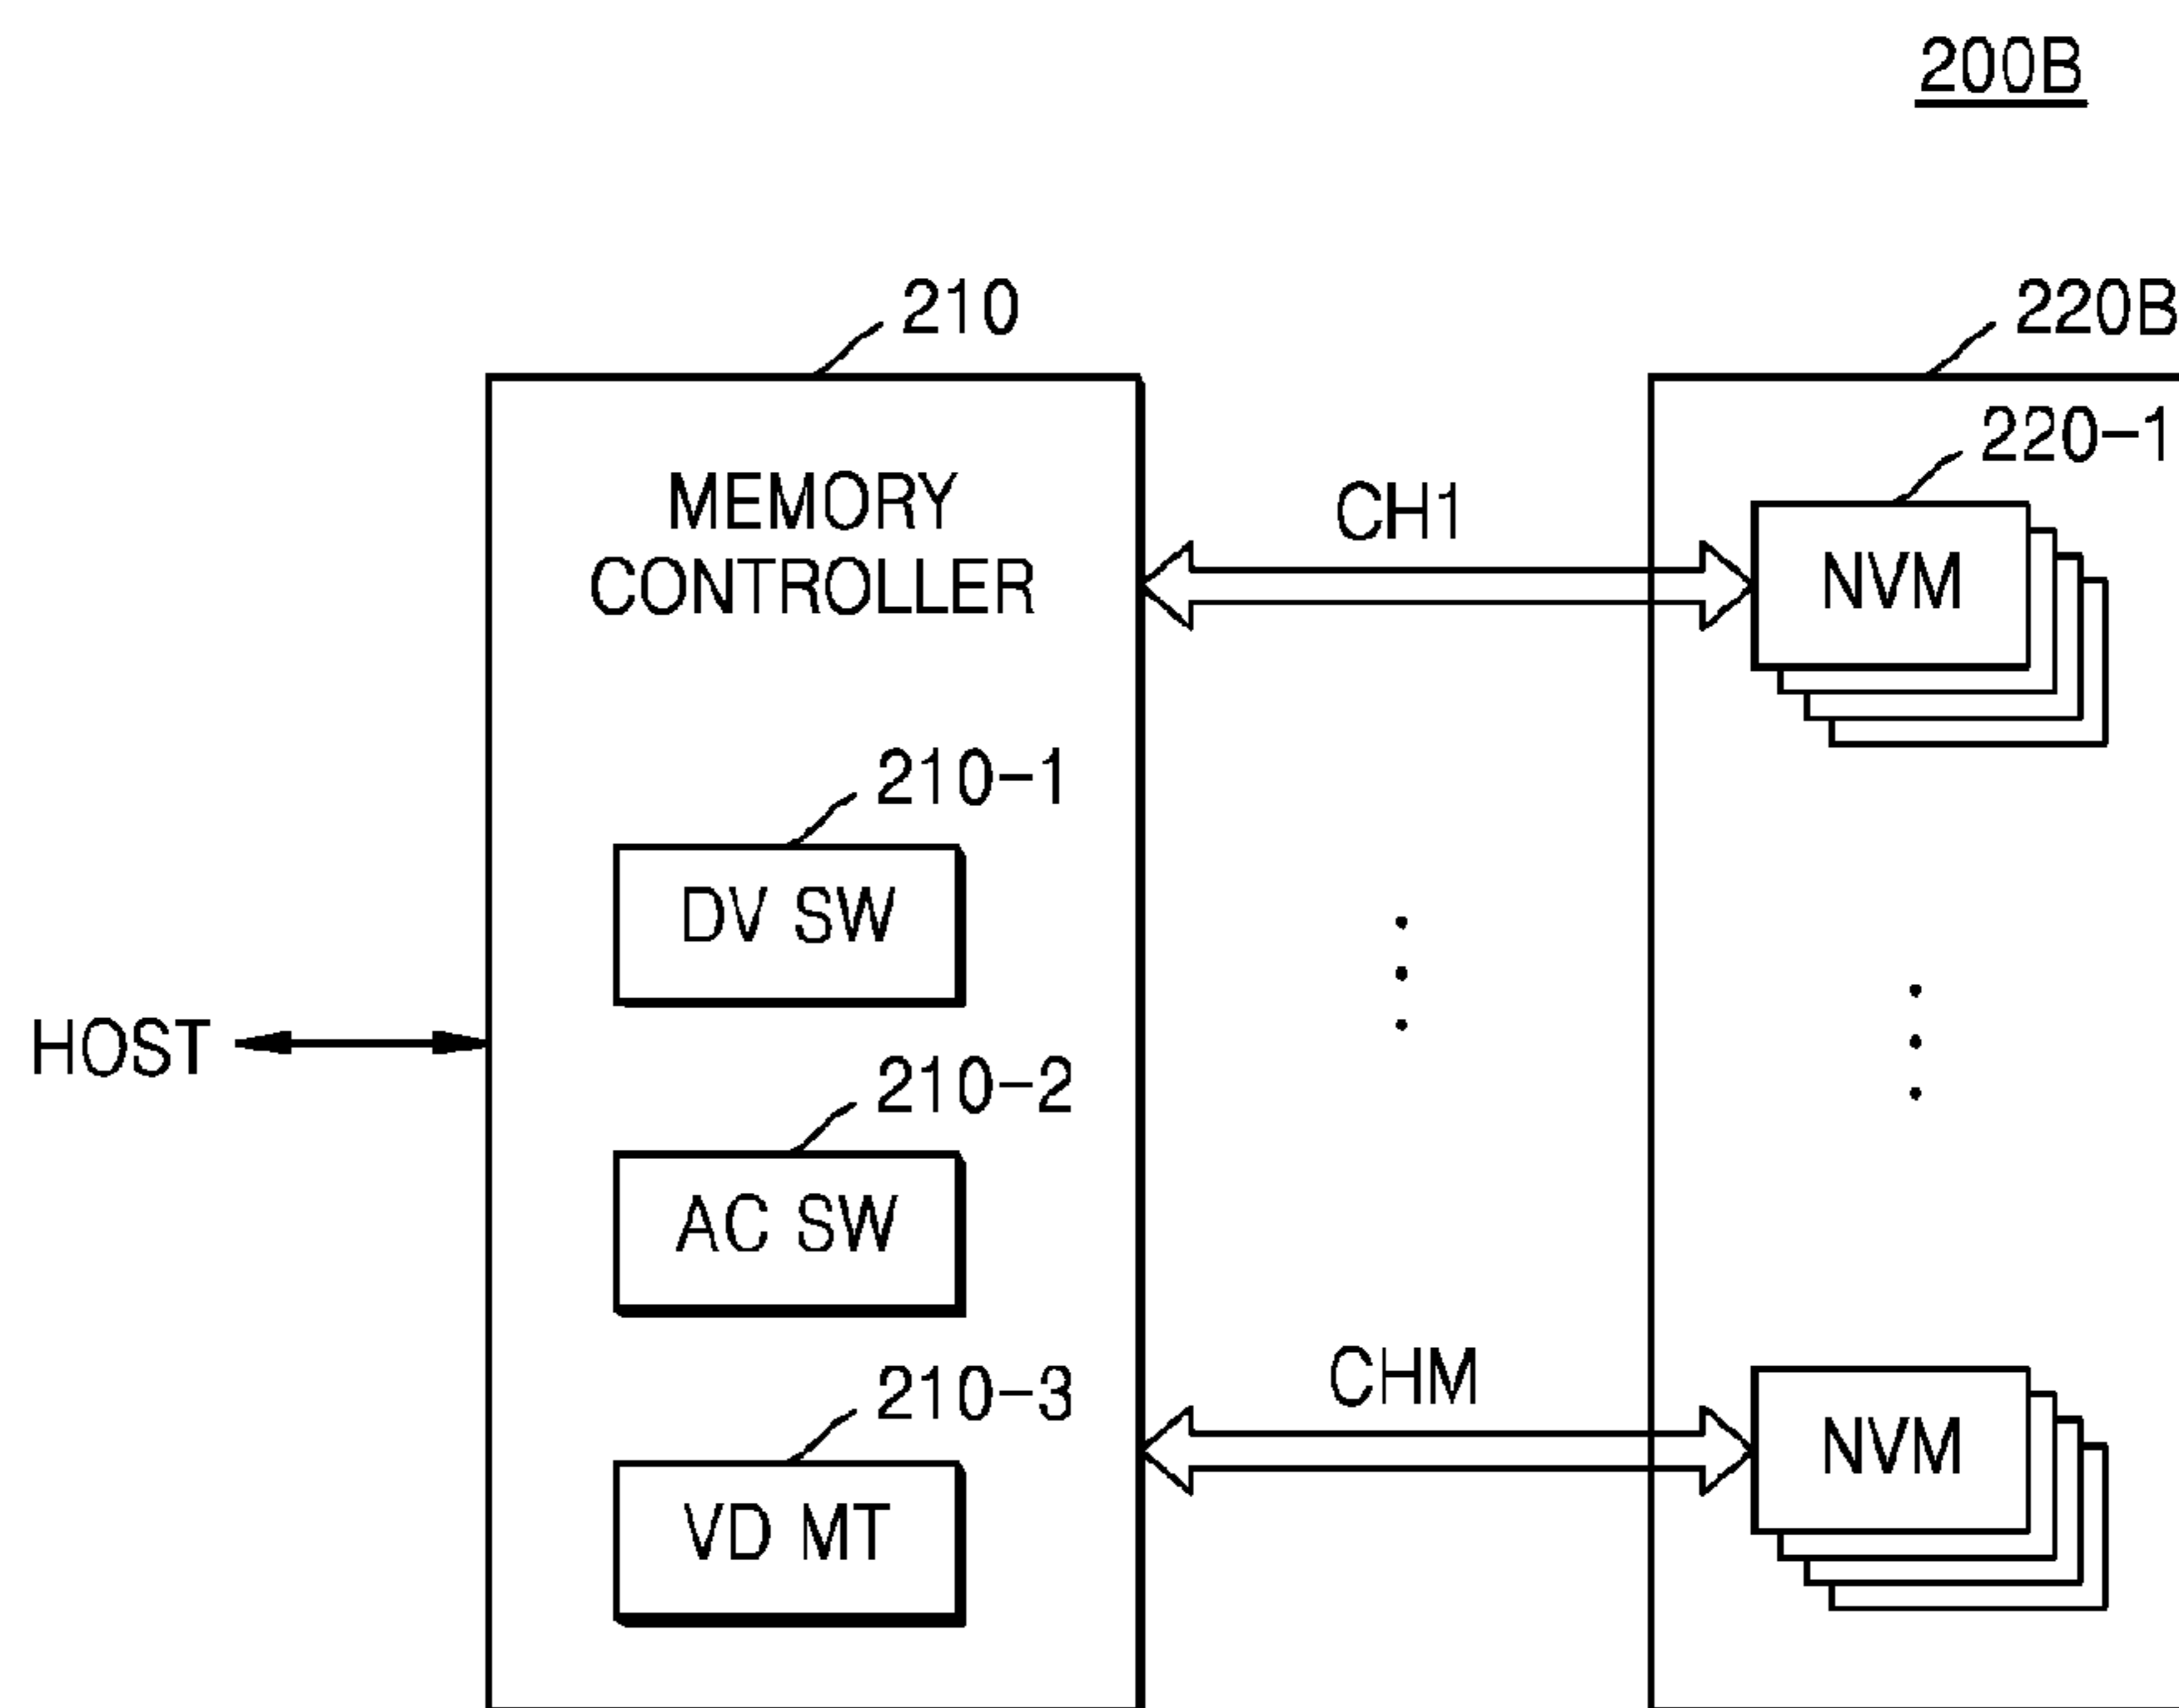 200B
210
220B
220-1
MEMORY
CONTROLLER
CH1
NVM
210-1
DV SW
HOST
210-2
AC SW
210-3
CHM
NVM
VD MT